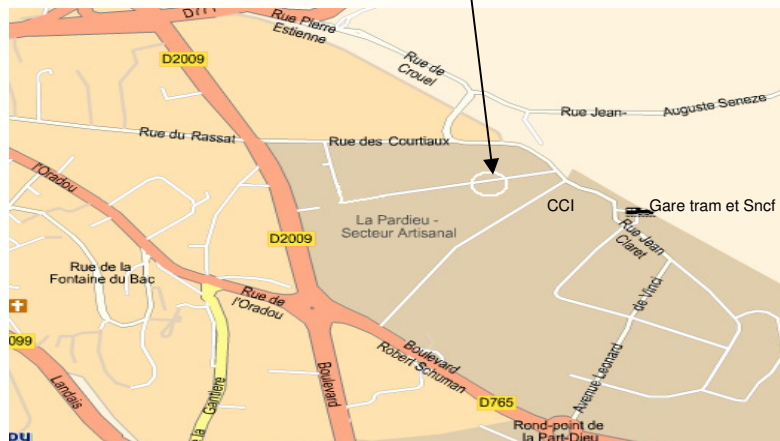 Rue Pierre
Estienne
D2009
Rue de
Crouel
Rue Jean-
Auguste Seneze
Rue du Rassat
Rue des Courtiaux
l'Oradou
CCI
Gare tram et Sncf
La Pardieu -
Secteur Artisanal
D2009
Rue Jean
Claret
Rue de la
Fontaine du Bac
Rue de
l'Oradou
de Vinci
Avenue Leonard
Boulevard
Robert Schuman
Boulevard
Gantiere
de la
099
Landais
D765
Rond-point de
la Part-Dieu